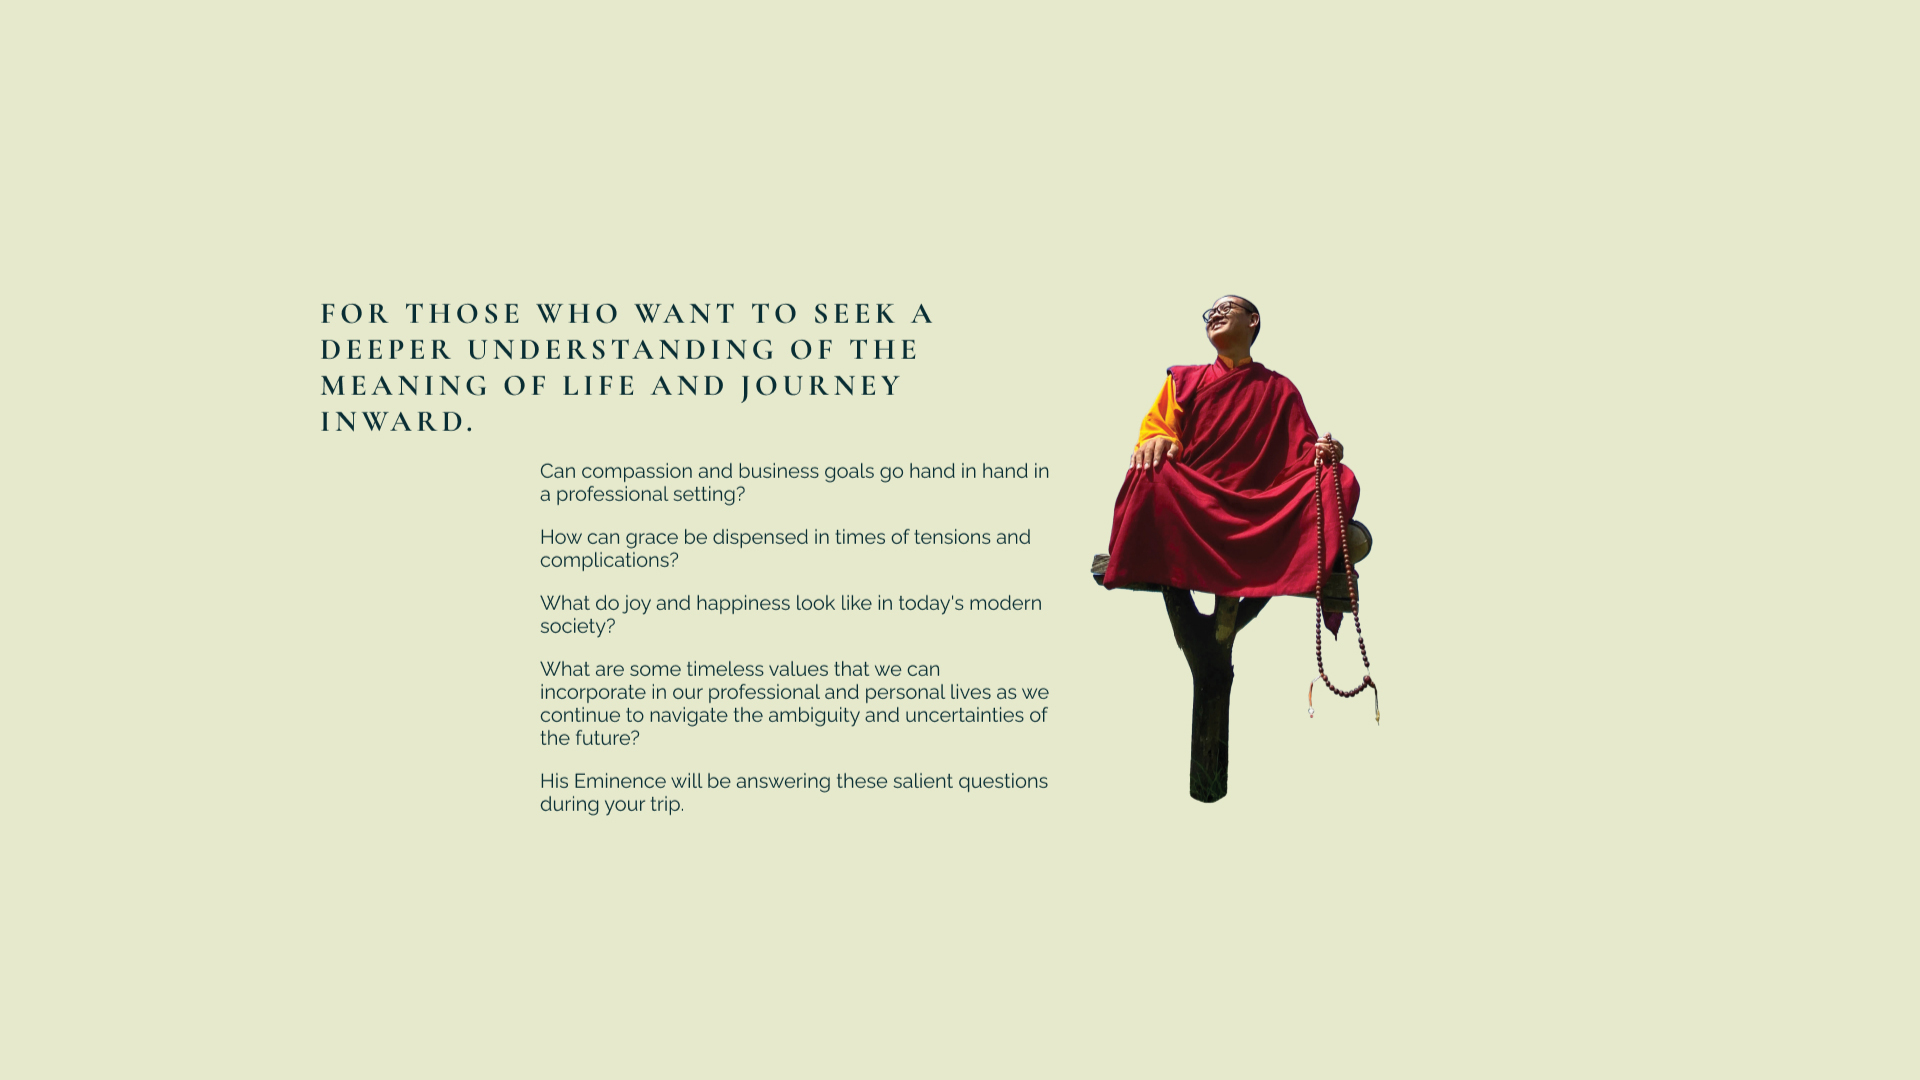 FOR THOSE WHO WANT TO SEEK A
DEEPER UNDERSTANDING OF THE
MEANING OF LIFE AND JOURNEY
INWARD.
Can compassion and business goals go hand in hand in
a professional setting?
How can grace be dispensed in times of tensions and
complications?
What do joy and happiness look like in today's modern
society?
What are some timeless values that we can
incorporate in our professional and personal lives as we
continue to navigate the ambiguity and uncertainties of
the future?
His Eminence will be answering these salient questions
during your trip.